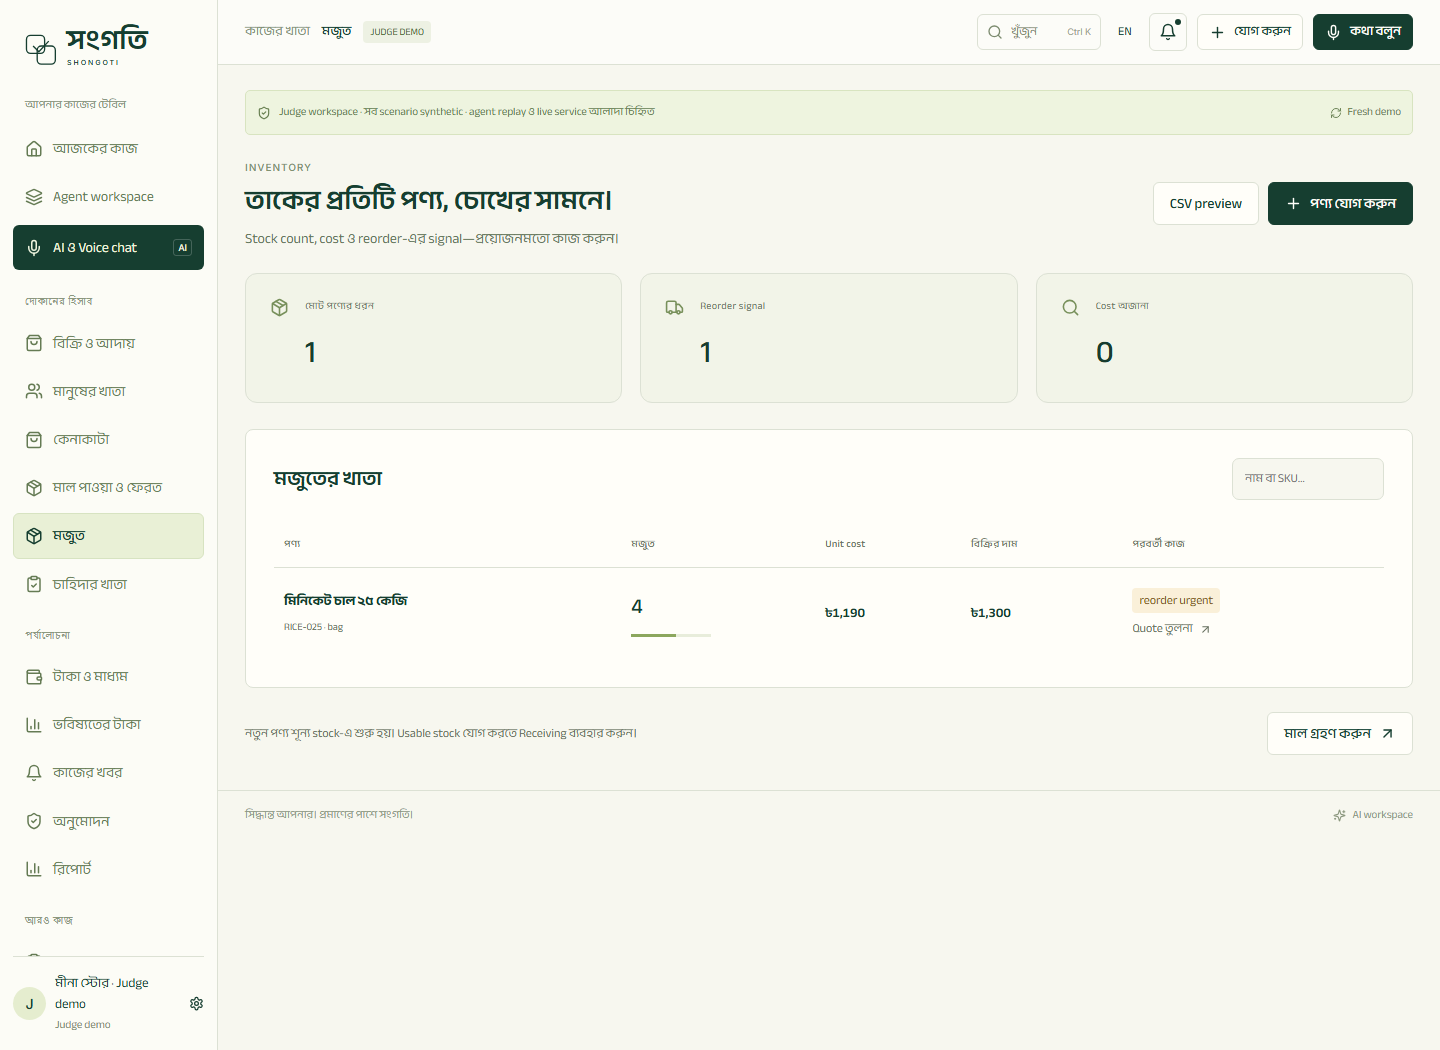 সংগতি
SHONGOTI
আপনার কাজের টেবিল
আজকের কাজ
Agent workspace
AI ও Voice chat
AI
দোকানের হিসাব
বিক্রি ও আদায়
মানুষের খাতা
কেনাকাটা
মাল পাওয়া ও ফেরত
মজুত
চাহিদার খাতা
পর্যালোচনা
টাকা ও মাধ্যম
ভবিষ্যতের টাকা
কাজের খবর
অনুমোদন
রিপোর্ট
আরও কাজ
J
মীনা স্টোর · Judge
demo
Judge demo
কাজের খাতা মজুত JUDGE DEMO
খুঁজুন Ctrl K
EN
যোগ করুন
কথা বলুন
Judge workspace · সব scenario synthetic · agent replay ও live service আলাদা চিহ্নিত
Fresh demo
INVENTORY
তাকের প্রতিটি পণ্য, চোখের সামনে।
Stock count, cost ও reorder-এর signal—প্রয়োজনমতো কাজ করুন।
CSV preview
পণ্য যোগ করুন
মোট পণ্যের ধরন
1
Reorder signal
1
Cost অজানা
0
মজুতের খাতা
নাম বা SKU...
পণ্য মজুত Unit cost বিক্রির দাম পরবর্তী কাজ
মিনিকেট চাল ২৫ কেজি
RICE-025 · bag
4
৳1,190
৳1,300
reorder urgent
Quote তুলনা
নতুন পণ্য শূন্য stock-এ শুরু হয়। Usable stock যোগ করতে Receiving ব্যবহার করুন।
মাল গ্রহণ করুন
সিদ্ধান্ত আপনার। প্রমাণের পাশে সংগতি।
AI workspace